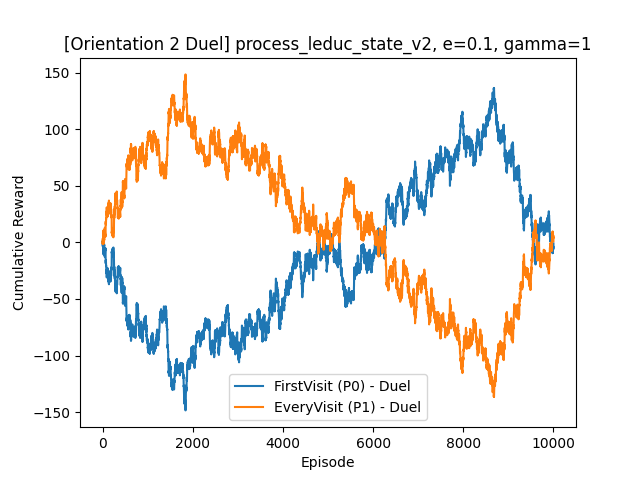 [Orientation 2 Duel] process_leduc_state_v2, e=0.1, gamma=1
Cumulative Reward
150
100
50
0
−50
−100
−150
FirstVisit (P0) - Duel
EveryVisit (P1) - Duel
0 2000 4000 6000 8000 10000
Episode